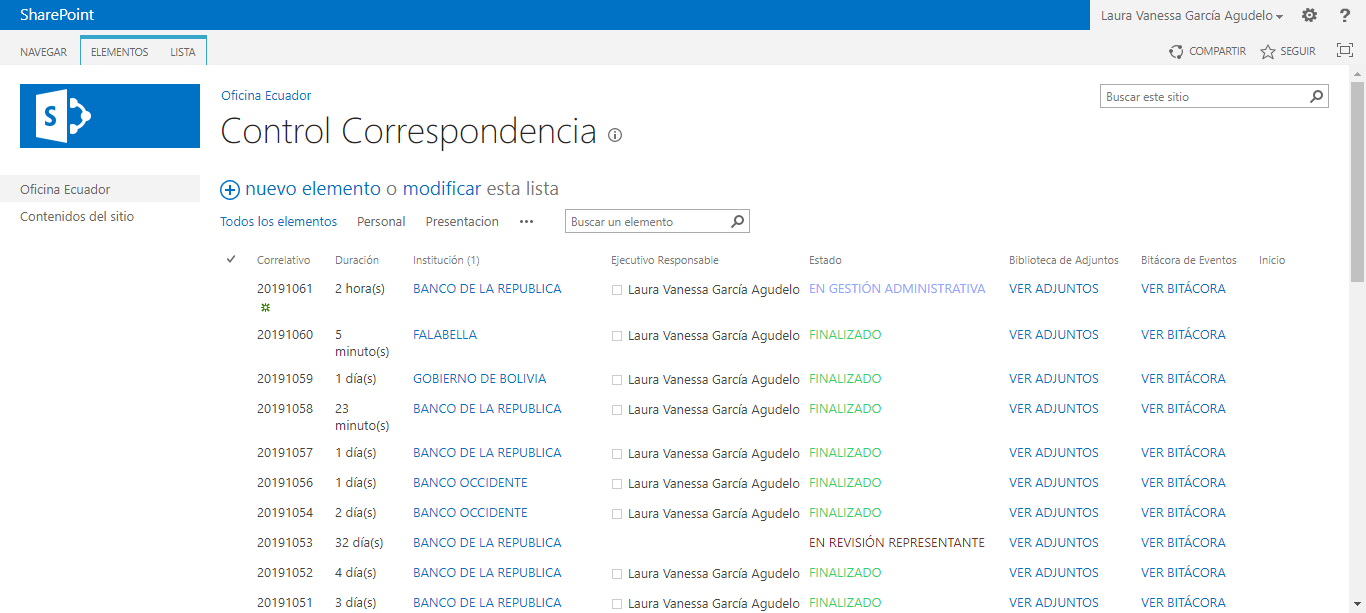 SharePoint
Laura Vanessa García Agudelo
?
NAVEGAR ELEMENTOS LISTA
COMPARTIR SEGUIR
S
Oficina Ecuador
Buscar este sitio
Control Correspondencia
Oficina Ecuador
Contenidos del sitio
nuevo elemento o modificar esta lista
Todos los elementos Personal Presentacion ••• Buscar un elemento
Correlativo Duración Institución (1) Ejecutivo Responsable Estado Biblioteca de Adjuntos Bitácora de Eventos Inicio
20191061 2 hora(s) BANCO DE LA REPUBLICA Laura Vanessa García Agudelo EN GESTIÓN ADMINISTRATIVA VER ADJUNTOS VER BITÁCORA
20191060 5 FALABELLA Laura Vanessa García Agudelo FINALIZADO VER ADJUNTOS VER BITÁCORA
minuto(s)
20191059 1 día(s) GOBIERNO DE BOLIVIA Laura Vanessa García Agudelo FINALIZADO VER ADJUNTOS VER BITÁCORA
20191058 23 BANCO DE LA REPUBLICA Laura Vanessa García Agudelo FINALIZADO VER ADJUNTOS VER BITÁCORA
minuto(s)
20191057 1 día(s) BANCO DE LA REPUBLICA Laura Vanessa García Agudelo FINALIZADO VER ADJUNTOS VER BITÁCORA
20191056 1 día(s) BANCO OCCIDENTE Laura Vanessa García Agudelo FINALIZADO VER ADJUNTOS VER BITÁCORA
20191054 2 día(s) BANCO OCCIDENTE Laura Vanessa García Agudelo FINALIZADO VER ADJUNTOS VER BITÁCORA
20191053 32 día(s) BANCO DE LA REPUBLICA EN REVISIÓN REPRESENTANTE VER ADJUNTOS VER BITÁCORA
20191052 4 día(s) BANCO DE LA REPUBLICA Laura Vanessa García Agudelo FINALIZADO VER ADJUNTOS VER BITÁCORA
20191051 3 día(s) BANCO DE LA REPUBLICA Laura Vanessa García Agudelo FINALIZADO VER ADJUNTOS VER BITÁCORA